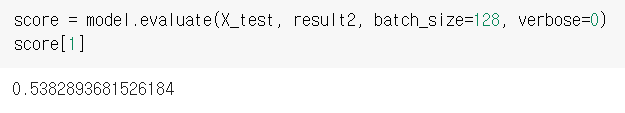 score = model.evaluate(X_test, result2, batch_size=128, verbose=0)
score[1]
0.5382893681526184